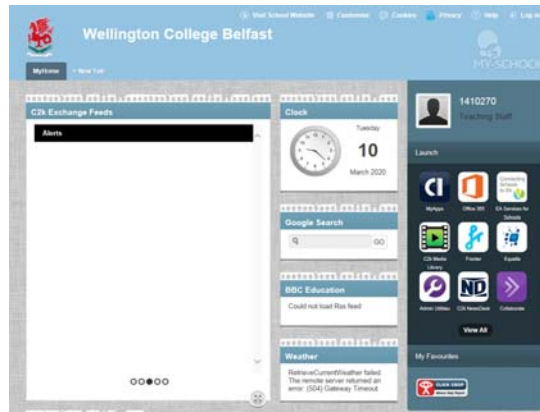 Visit School Website Customise Cookies Privacy Help Log out
Wellington College Belfast
MY-SCHOOL
MyHome + New Tab
1410270
Teaching Staff
C2k Exchange Feeds
Alerts
Clock
Tuesday
10
March 2020
Launch
MyApps Office 365 EA Services for
Schools
Google Search
GO
C2k Media
Library
Fronter Equella
BBC Education
Could not load Rss feed
ND
Admin Utilities C2k NewsDesk Collaborate
View All
Weather
RetrieveCurrentWeather failed
The remote server returned an
error: (504) Gateway Timeout
My Favourites
CLICK CEOP